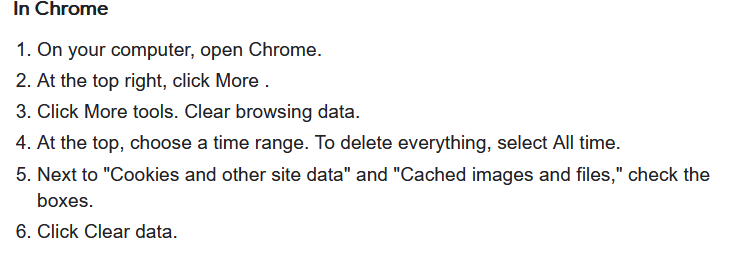 In Chrome
1. On your computer, open Chrome.
2. At the top right, click More .
3. Click More tools. Clear browsing data.
4. At the top, choose a time range. To delete everything, select All time.
5. Next to "Cookies and other site data" and "Cached images and files," check the
boxes.
6. Click Clear data.